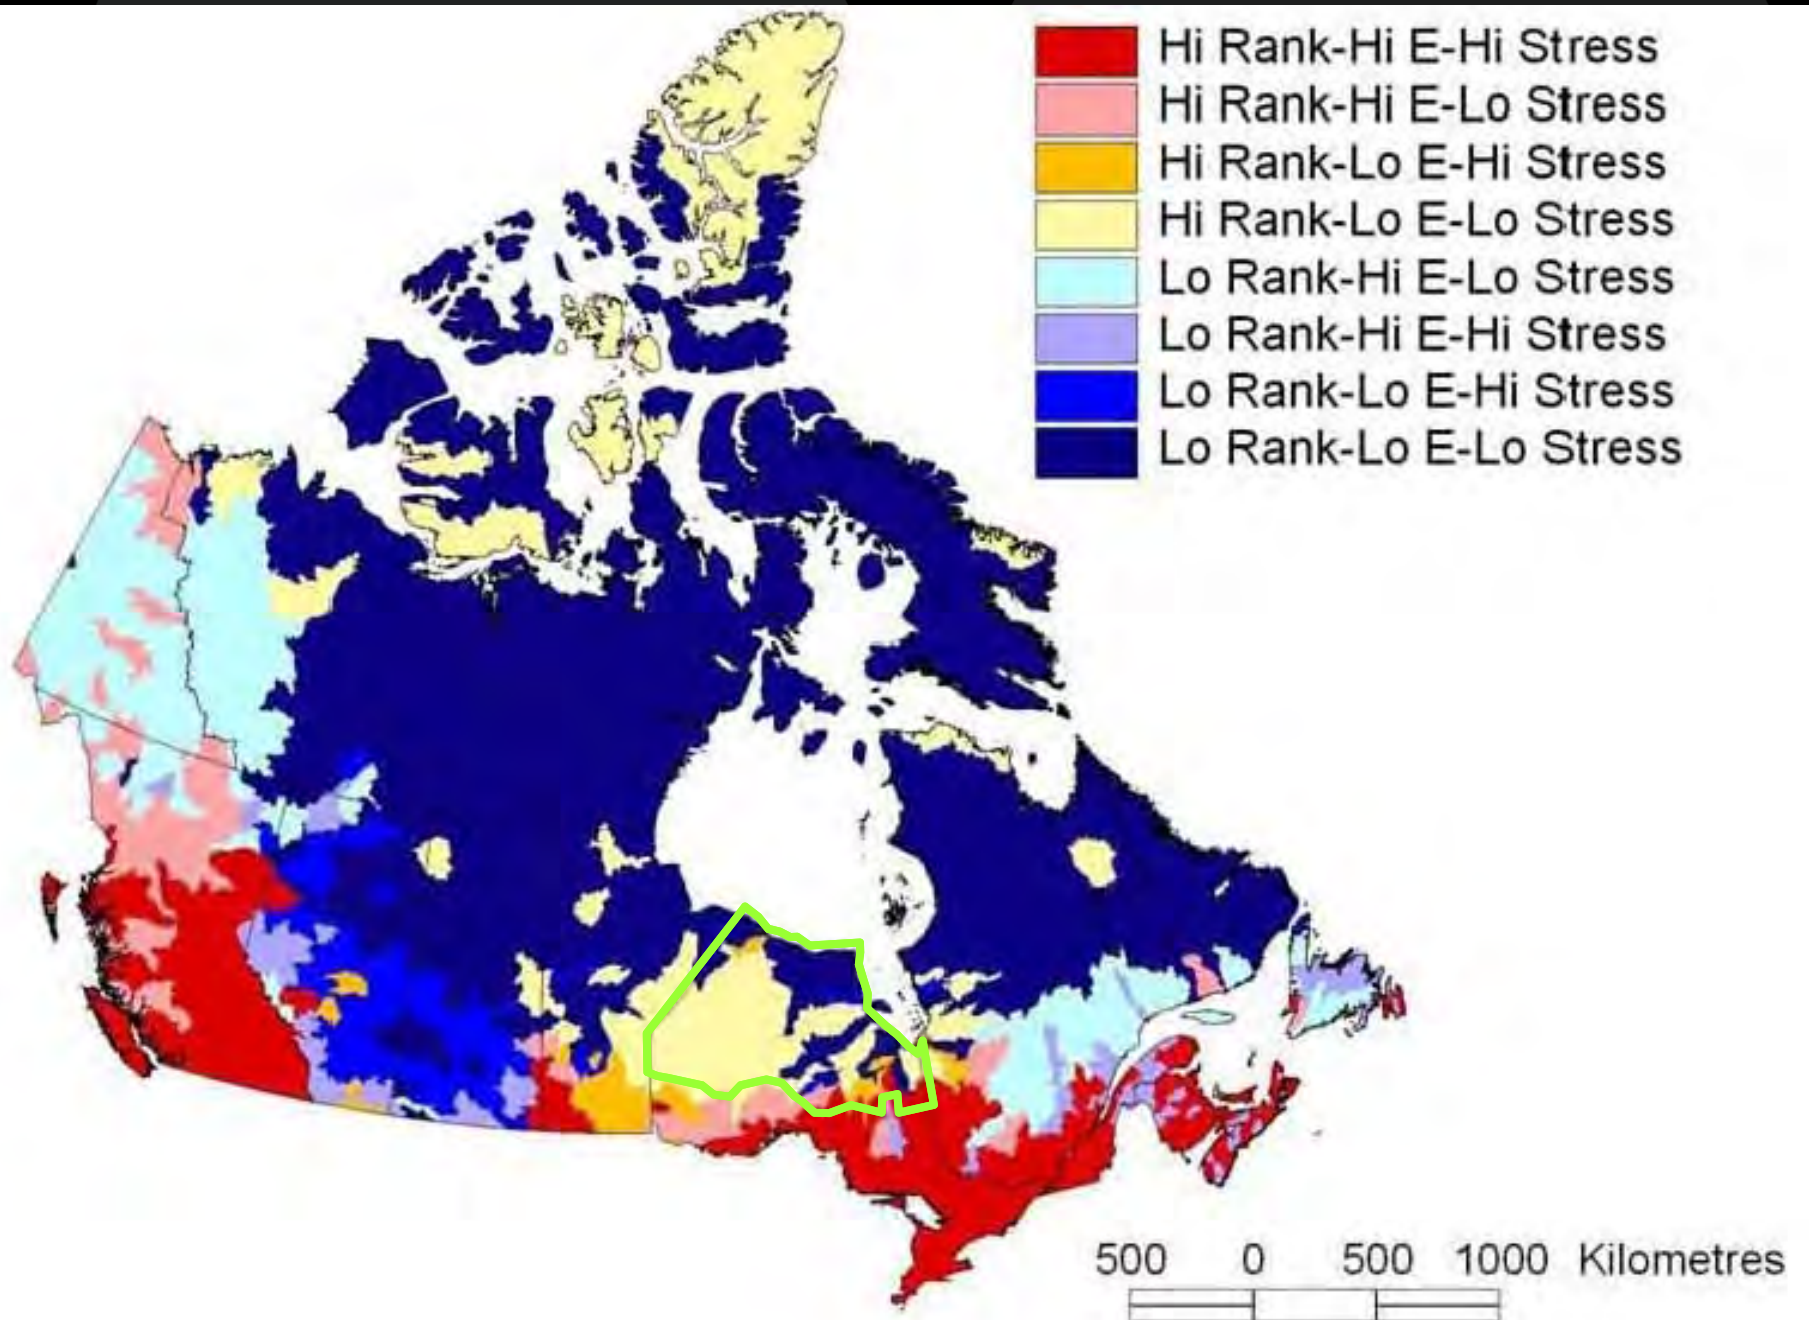 Hi Rank-Hi E-Hi Stress
Hi Rank-Hi E-Lo Stress
Hi Rank-Lo E-Hi Stress
Hi Rank-Lo E-Lo Stress
Lo Rank-Hi E-Lo Stress
Lo Rank-Hi E-Hi Stress
Lo Rank-Lo E-Hi Stress
Lo Rank-Lo E-Lo Stress
500 0 500 1000 Kilometres